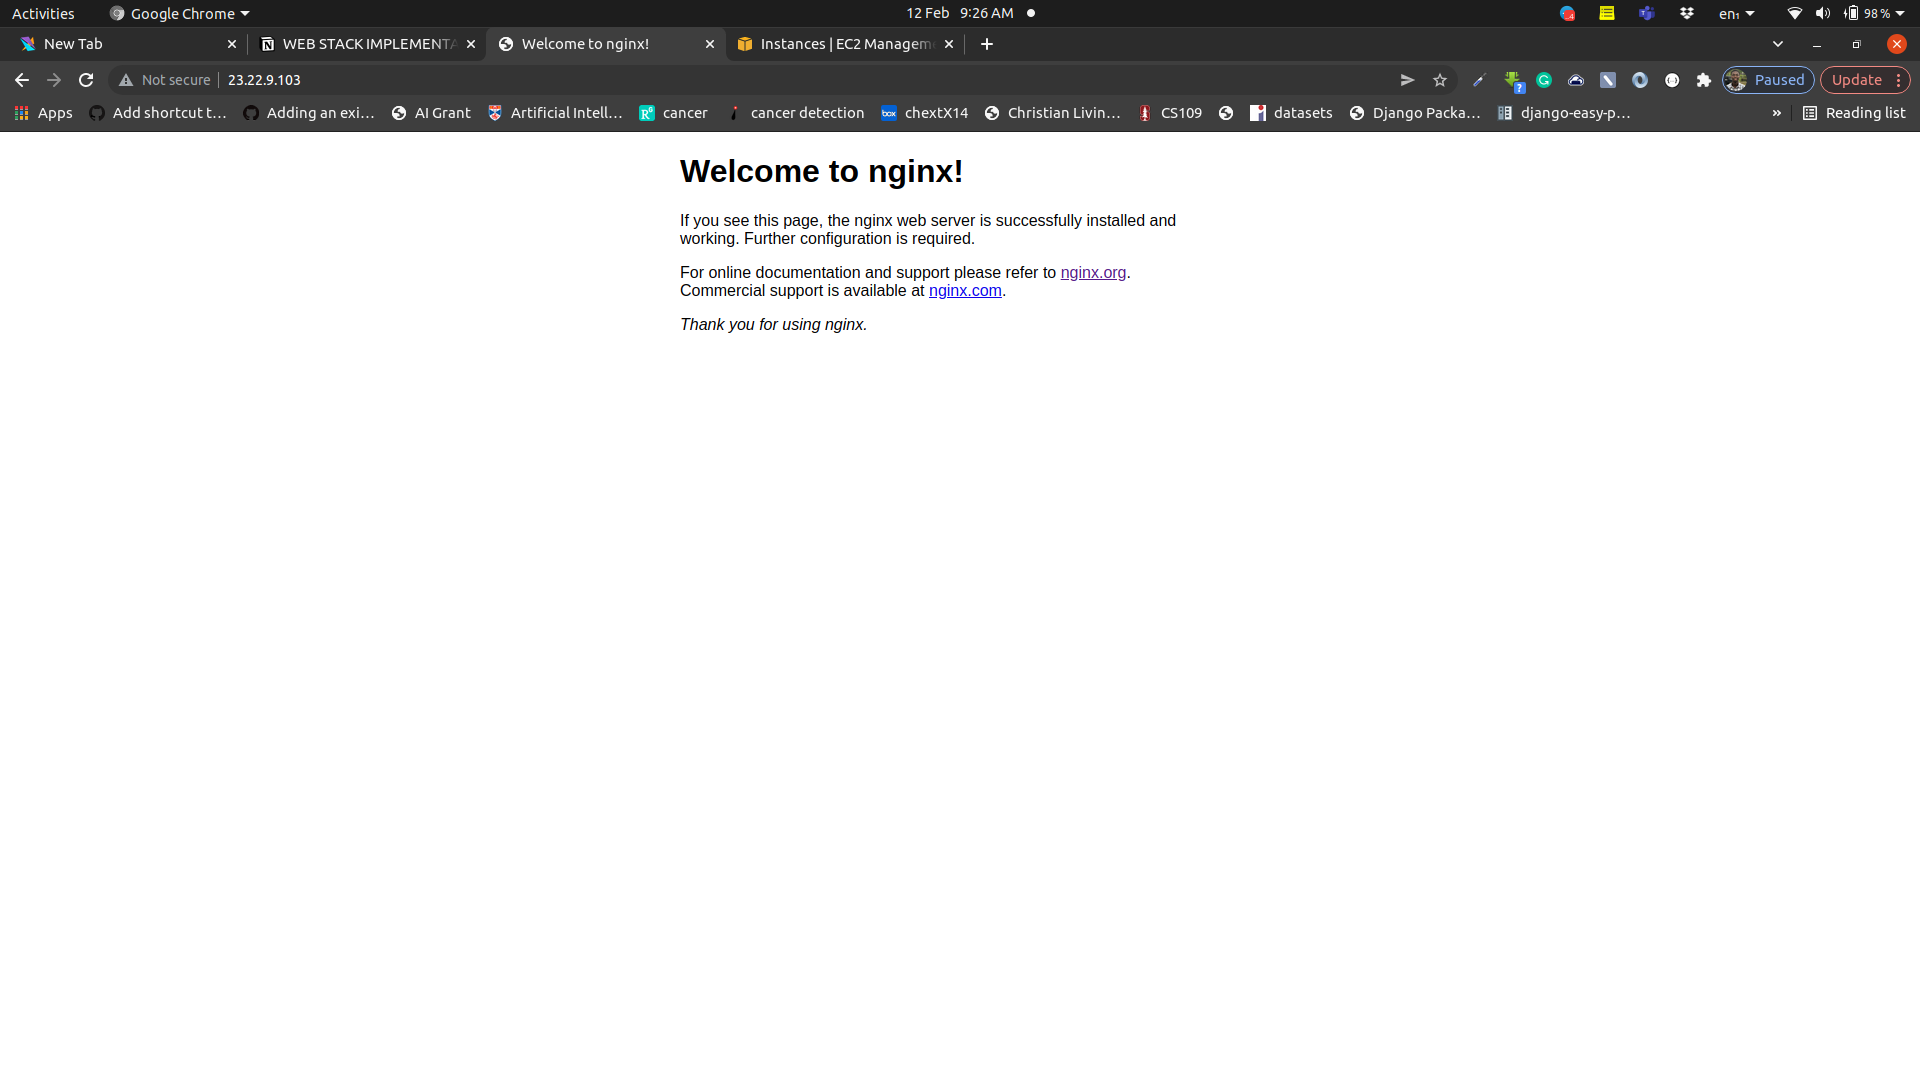 Activities Google Chrome 12 Feb 9:26 AM en₁ 98 %
New Tab WEB STACK IMPLEMENTA Welcome to nginx! Instances | EC2 Managem
Not secure 23.22.9.103 Paused Update
Apps Add shortcut t… Adding an exi… AI Grant Artificial Intell… cancer cancer detection box chextX14 Christian Livin… CS109 datasets Django Packa… django-easy-p… » Reading list
Welcome to nginx!
If you see this page, the nginx web server is successfully installed and
working. Further configuration is required.
For online documentation and support please refer to nginx.org.
Commercial support is available at nginx.com.
Thank you for using nginx.